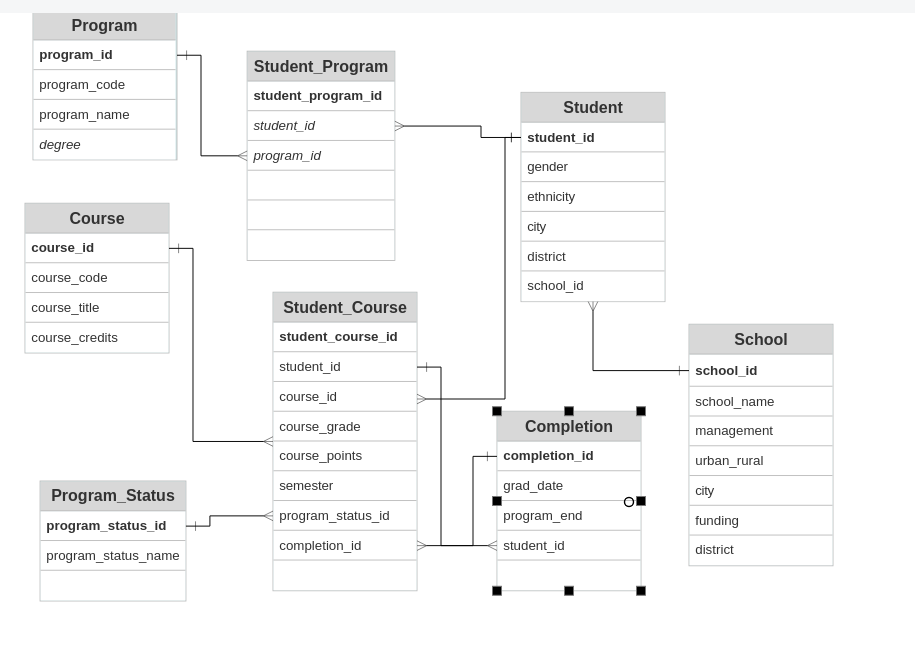 Program
program_id
program_code
program_name
degree
Student_Program
student_program_id
student_id
program_id
Student
student_id
gender
ethnicity
city
district
school_id
Course
course_id
course_code
course_title
course_credits
Student_Course
student_course_id
student_id
course_id
course_grade
course_points
semester
program_status_id
completion_id
School
school_id
school_name
management
urban_rural
city
funding
district
Completion
completion_id
grad_date
program_end
student_id
Program_Status
program_status_id
program_status_name